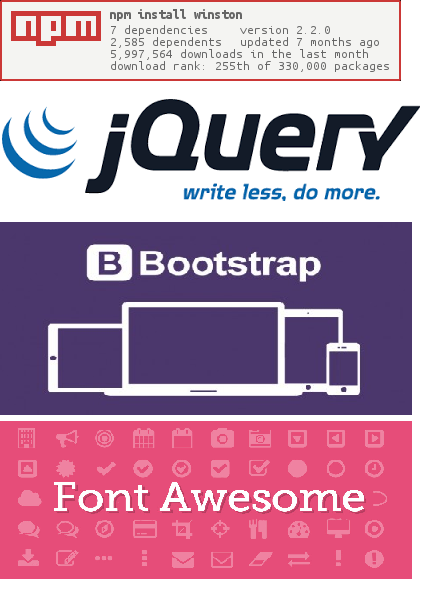 npm
npm install winston
7 dependencies version 2.2.0
2,585 dependents updated 7 months ago
5,997,564 downloads in the last month
download rank: 255th of 330,000 packages
jQuery
write less, do more.
B Bootstrap
Font Awesome